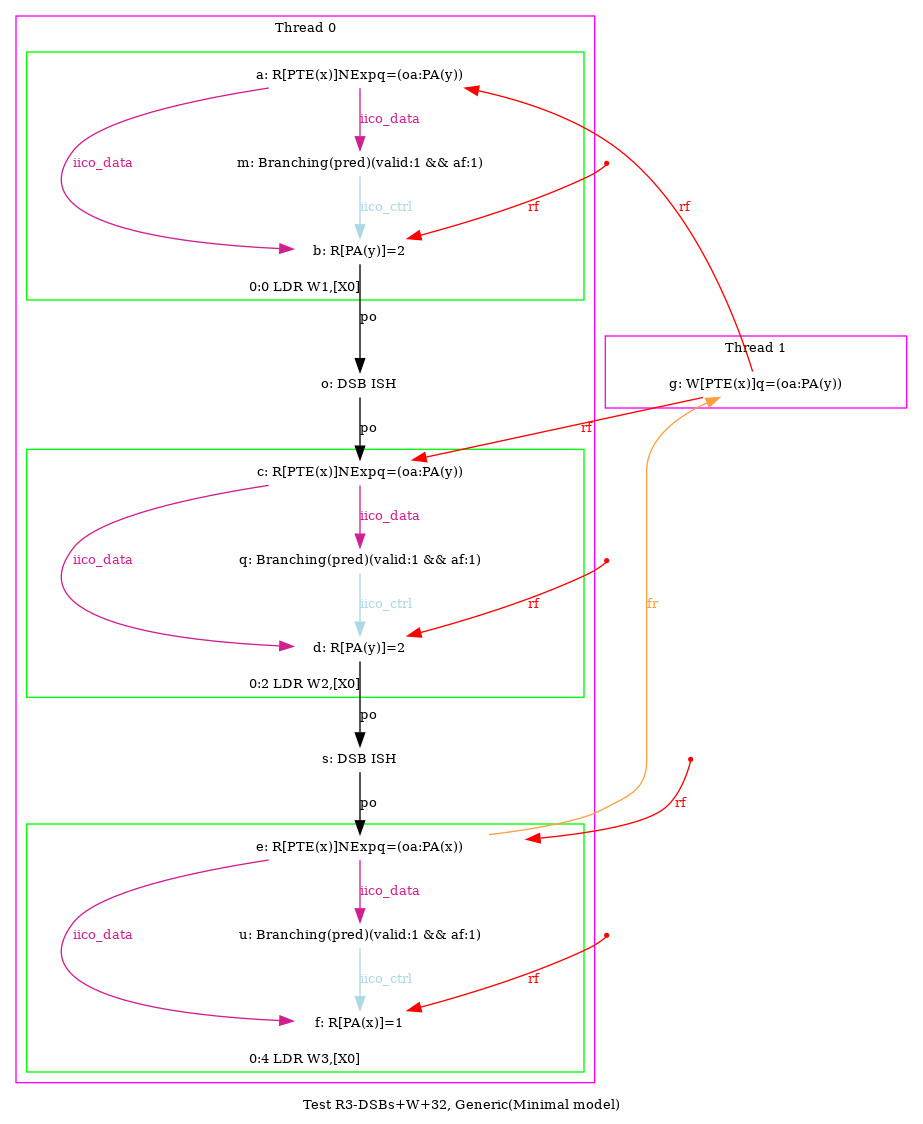 Thread 0
a: R[PTE(x)]NExpq=(oa:PA(y))
iico_data
iico_data
m: Branching(pred)(valid:1 && af:1)
iico_ctrl
rf
rf
b: R[PA(y)]=2
0:0 LDR W1,[X0]
po
Thread 1
o: DSB ISH
g: W[PTE(x)]q=(oa:PA(y))
po
rf
c: R[PTE(x)]NExpq=(oa:PA(y))
iico_data
iico_data
q: Branching(pred)(valid:1 && af:1)
iico_ctrl
rf
fr
d: R[PA(y)]=2
0:2 LDR W2,[X0]
po
s: DSB ISH
po
rf
e: R[PTE(x)]NExpq=(oa:PA(x))
iico_data
iico_data
u: Branching(pred)(valid:1 && af:1)
iico_ctrl
rf
f: R[PA(x)]=1
0:4 LDR W3,[X0]
Test R3-DSBs+W+32, Generic(Minimal model)